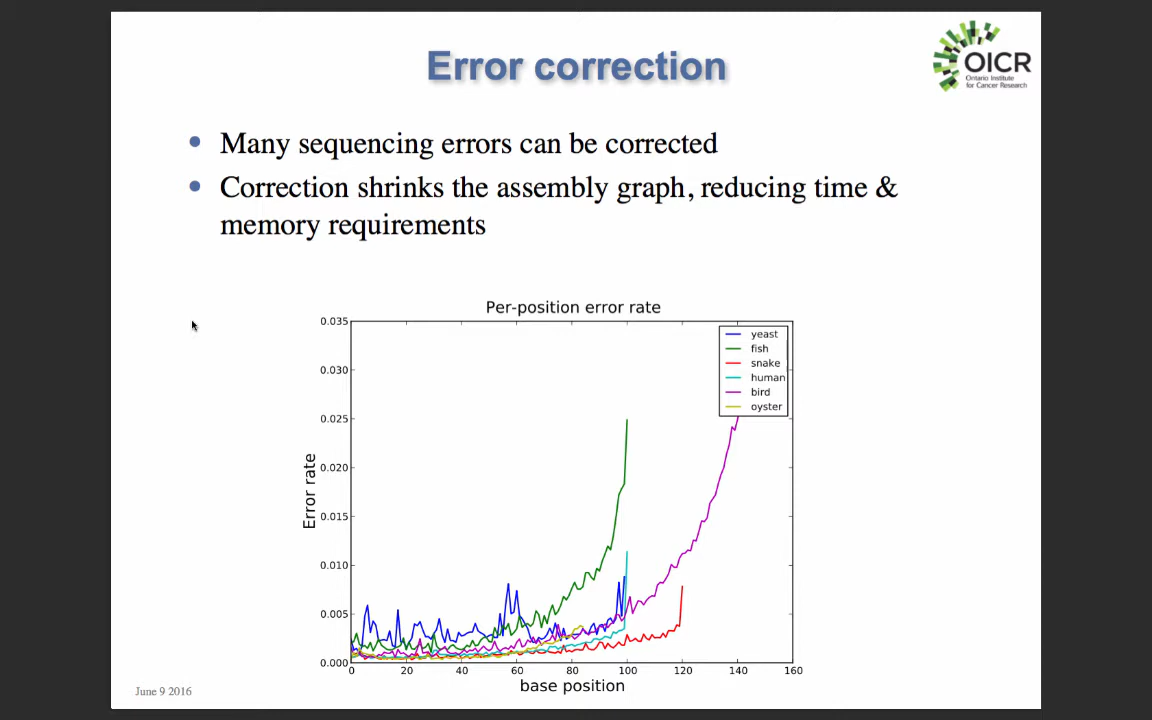 Error correction
OICR
Ontario Institute
for Cancer Research
Many sequencing errors can be corrected
Correction shrinks the assembly graph, reducing time &
memory requirements
Per-position error rate
0.035
0.030
0.025
0.020
0.015
0.010
0.005
0.000
Error rate
yeast
fish
snake
human
bird
oyster
0 20 40 60 80 100 120 140 160
base position
June 9 2016